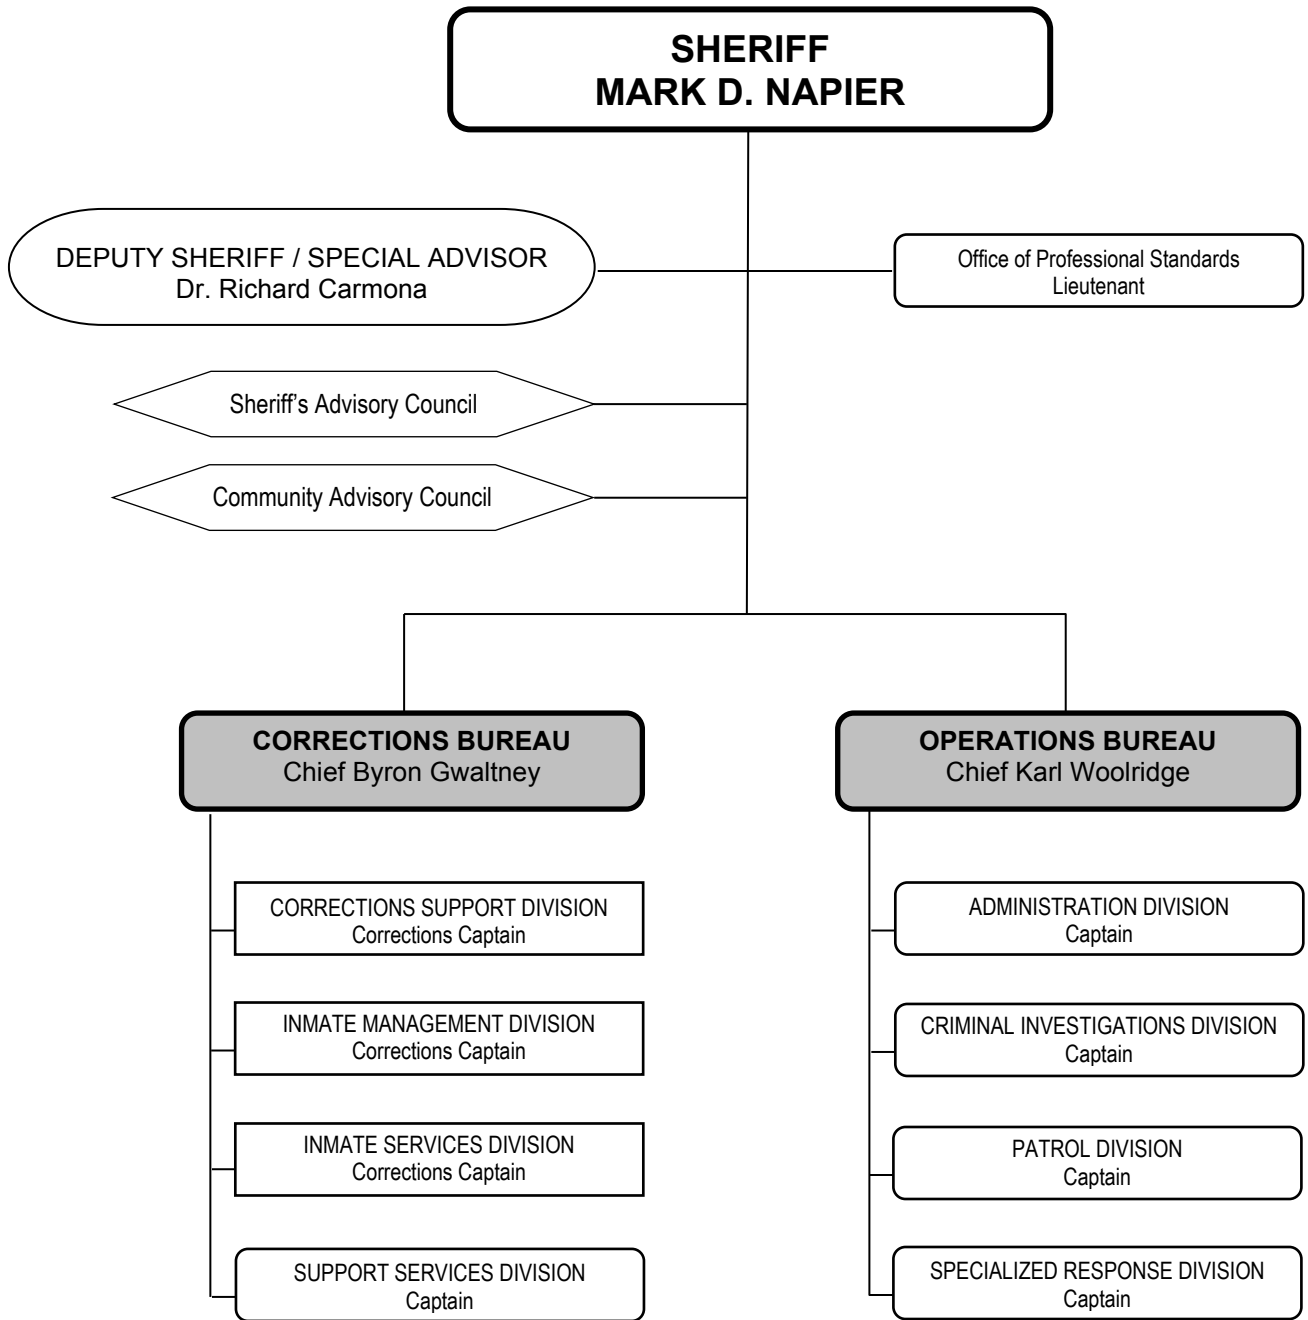 SHERIFF
MARK D. NAPIER
DEPUTY SHERIFF / SPECIAL ADVISOR
Dr. Richard Carmona
Office of Professional Standards
Lieutenant
Sheriff's Advisory Council
Community Advisory Council
CORRECTIONS BUREAU
Chief Byron Gwaltney
CORRECTIONS SUPPORT DIVISION
Corrections Captain
INMATE MANAGEMENT DIVISION
Corrections Captain
INMATE SERVICES DIVISION
Corrections Captain
SUPPORT SERVICES DIVISION
Captain
OPERATIONS BUREAU
Chief Karl Woolridge
ADMINISTRATION DIVISION
Captain
CRIMINAL INVESTIGATIONS DIVISION
Captain
PATROL DIVISION
Captain
SPECIALIZED RESPONSE DIVISION
Captain